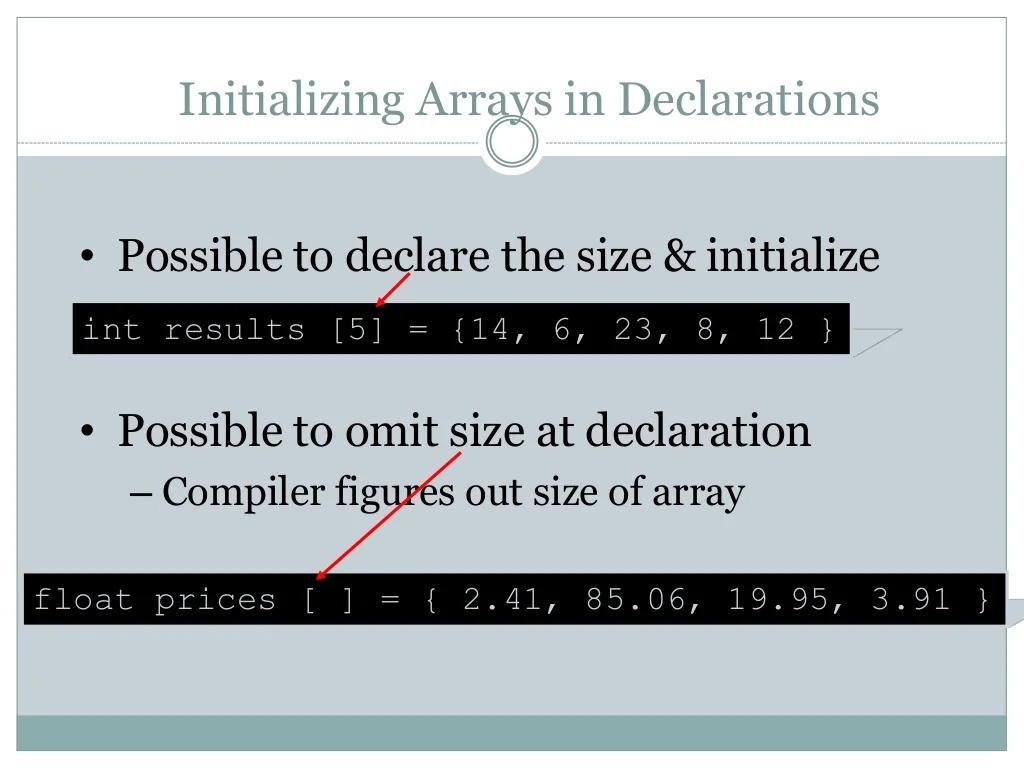 Initializing Arrays in Declarations
• Possible to declare the size & initialize
int results [5] = {14, 6, 23, 8, 12 }
• Possible to omit size at declaration
– Compiler figures out size of array
float prices [ ] = { 2.41, 85.06, 19.95, 3.91 }